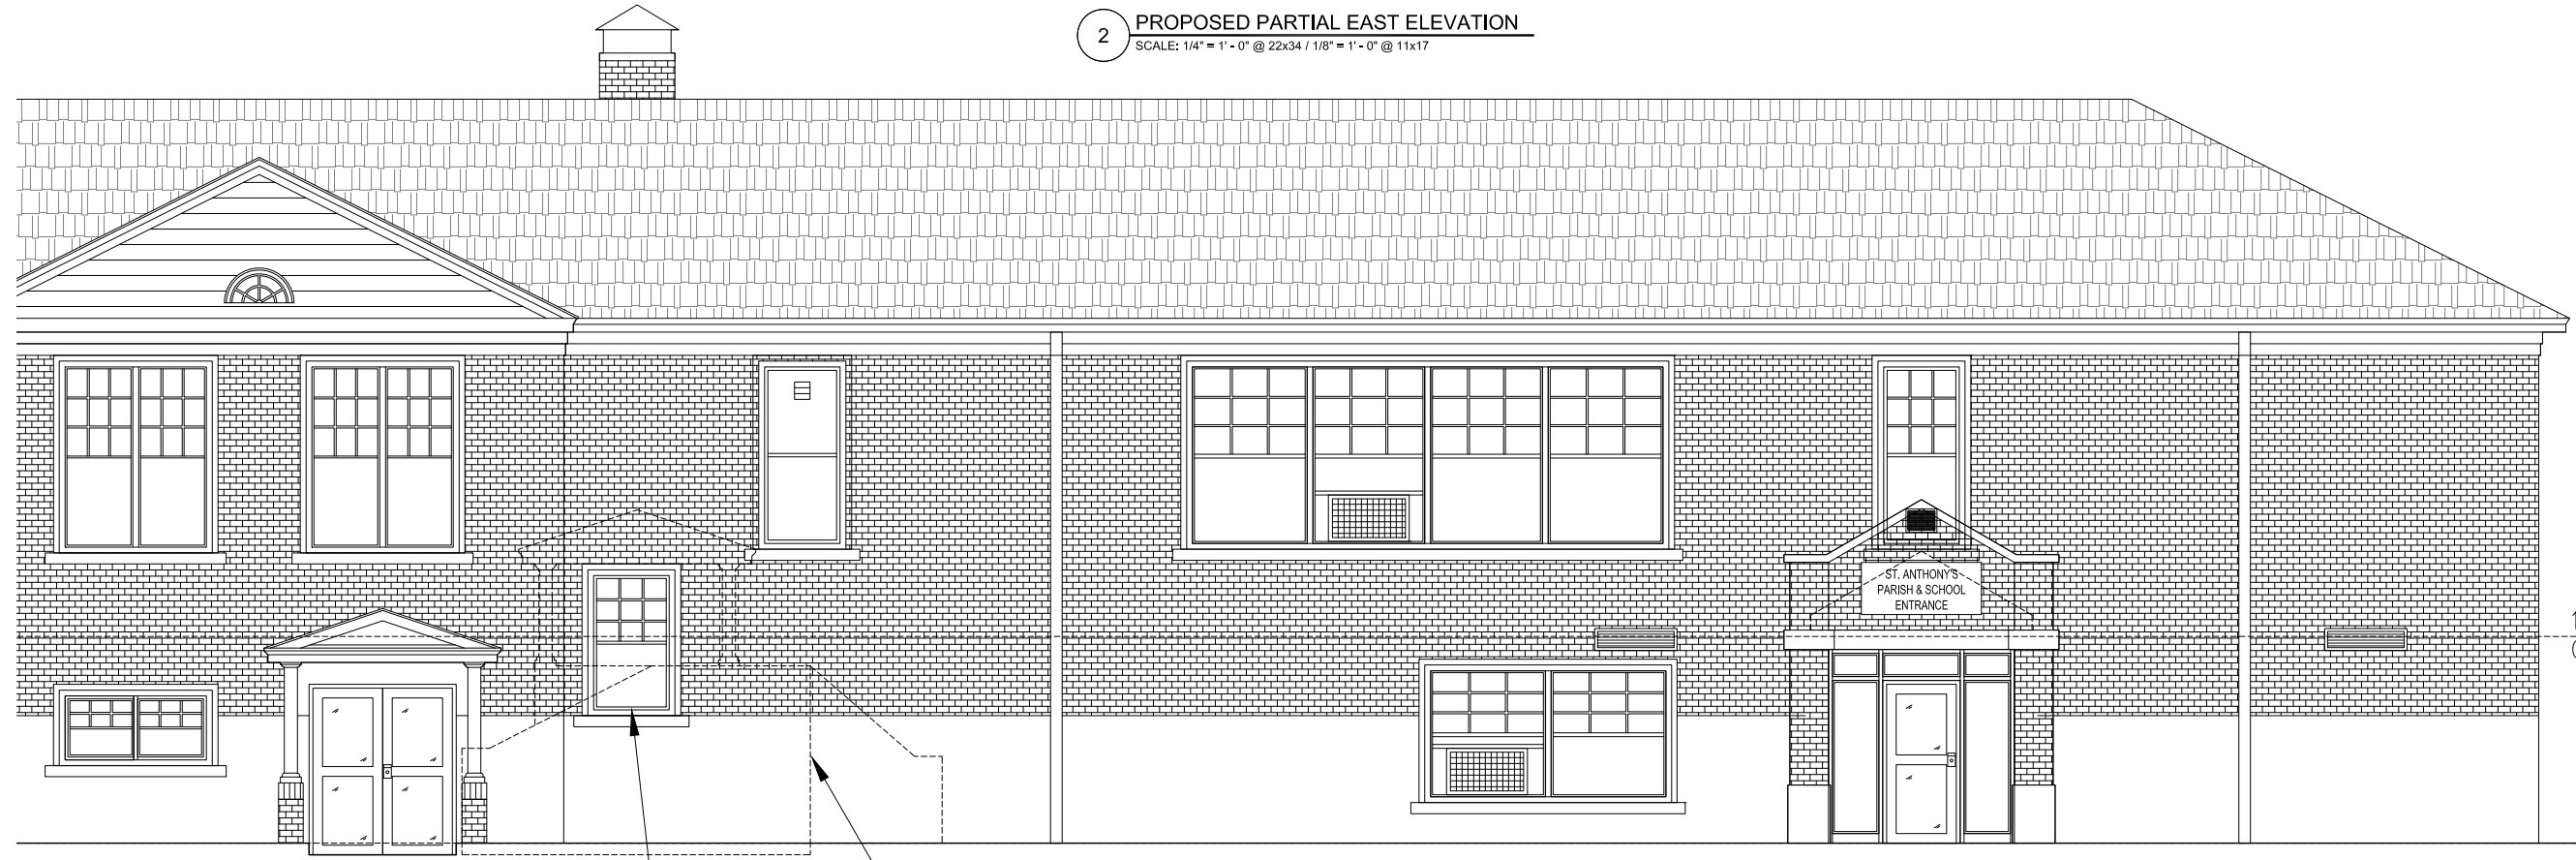 2
PROPOSED PARTIAL EAST ELEVATION
SCALE: 1/4" = 1' - 0" @ 22x34 / 1/8" = 1' - 0" @ 11x17
ST. ANTHONY'S
PARISH & SCHOOL
ENTRANCE